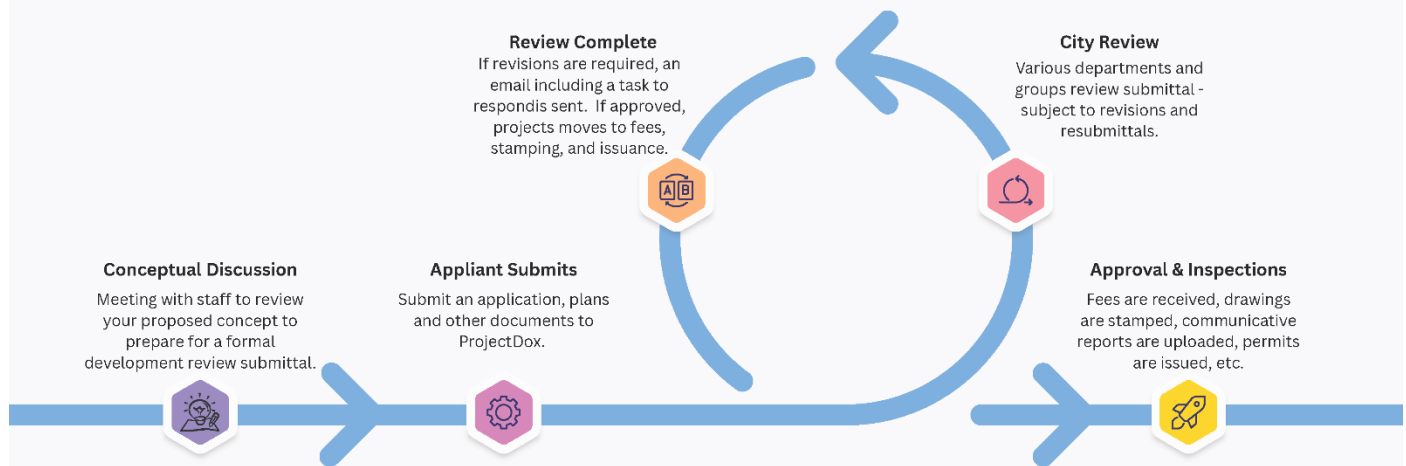 Review Complete
If revisions are required, an
email including a task to
respondis sent. If approved,
projects moves to fees,
stamping, and issuance.
A B
City Review
Various departments and
groups review submittal -
subject to revisions and
resubmittals.
Conceptual Discussion
Meeting with staff to review
your proposed concept to
prepare for a formal
development review submittal.
Appliant Submits
Submit an application, plans
and other documents to
ProjectDox.
Approval & Inspections
Fees are received, drawings
are stamped, communicative
reports are uploaded, permits
are issued, etc.